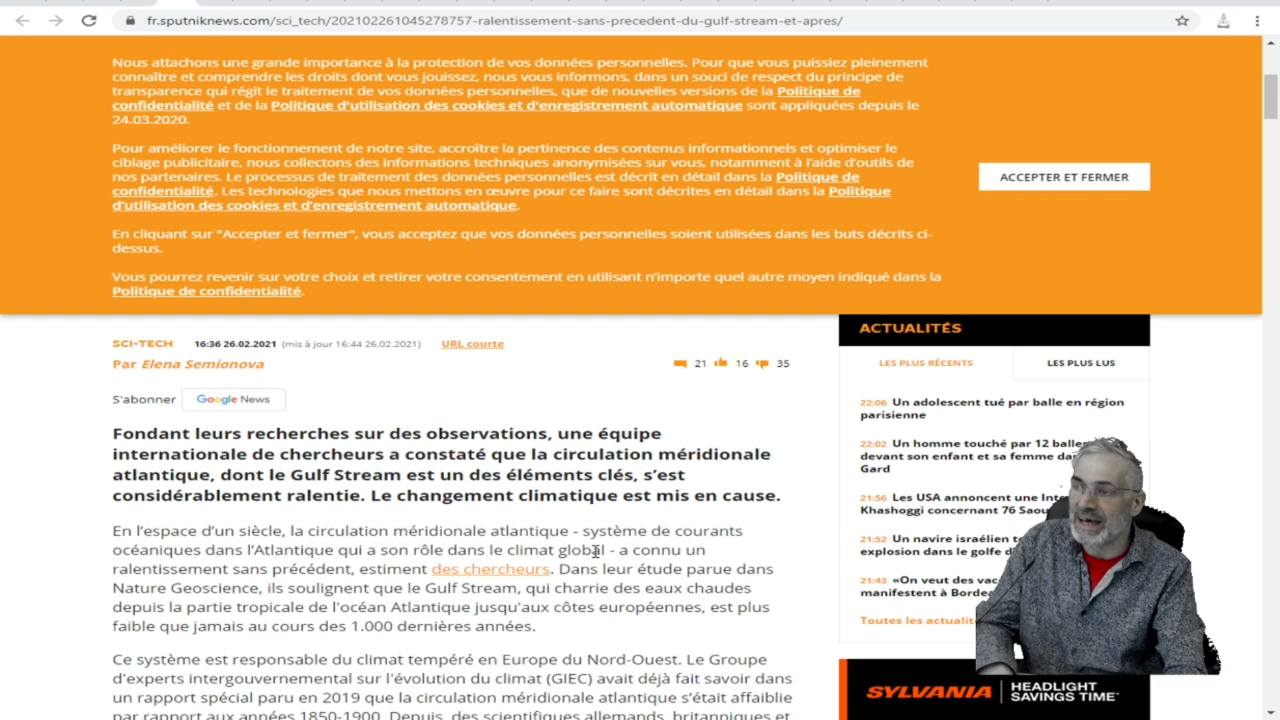 fr.sputniknews.com/sci_tech/202102261045278757-ralentissement-sans-precedent-du-gulf-stream-et-apres/
Nous attachons une grande importance à la protection de vos données personnelles. Pour que vous puissiez pleinement
connaître et comprendre les droits dont vous jouissez, nous vous informons, dans un souci de respect du principe de
transparence qui régit le traitement de vos données personnelles, que de nouvelles versions de la Politique de
confidentialité et de la Politique d'utilisation des cookies et d'enregistrement automatique sont appliquées depuis le
24.03.2020.
Pour améliorer le fonctionnement de notre site, accroître la pertinence des contenus informationnels et optimiser le
ciblage publicitaire, nous collectons des informations techniques anonymisées sur vous, notamment à l'aide d'outils de
nos partenaires. Le processus de traitement des données personnelles est décrit en détail dans la Politique de
confidentialité. Les technologies que nous mettons en œuvre pour ce faire sont décrites en détail dans la Politique
d'utilisation des cookies et d'enregistrement automatique.
En cliquant sur "Accepter et fermer", vous acceptez que vos données personnelles soient utilisées dans les buts décrits ci-
dessus.
Vous pourrez revenir sur votre choix et retirer votre consentement en utilisant n'importe quel autre moyen indiqué dans la
Politique de confidentialité.
ACCEPTER ET FERMER
SCI-TECH 16:36 26.02.2021 (mis à jour 16:44 26.02.2021) URL courte
Par Elena Semionova
21 16 35
S'abonner Google News
Fondant leurs recherches sur des observations, une équipe
internationale de chercheurs a constaté que la circulation méridionale
atlantique, dont le Gulf Stream est un des éléments clés, s'est
considérablement ralentie. Le changement climatique est mis en cause.
En l'espace d'un siècle, la circulation méridionale atlantique - système de courants
océaniques dans l'Atlantique qui a son rôle dans le climat global - a connu un
ralentissement sans précédent, estiment des chercheurs. Dans leur étude parue dans
Nature Geoscience, ils soulignent que le Gulf Stream, qui charrie des eaux chaudes
depuis la partie tropicale de l'océan Atlantique jusqu'aux côtes européennes, est plus
faible que jamais au cours des 1.000 dernières années.
Ce système est responsable du climat tempéré en Europe du Nord-Ouest. Le Groupe
d'experts intergouvernemental sur l'évolution du climat (GIEC) avait déjà fait savoir dans
un rapport spécial paru en 2019 que la circulation méridionale atlantique s'était affaiblie
par rapport aux années 1850-1900. Depuis, des scientifiques allemands, britanniques et
ACTUALITÉS
LES PLUS RÉCENTS LES PLUS LUS
22:06 Un adolescent tué par balle en région
parisienne
22:02 Un homme touché par 12 balles
devant son enfant et sa femme
Gard
21:56 Les USA annoncent une
Khashoggi concernant 76
21:52 Un navire israélien
explosion dans le golfe
21:43 «On veut des
manifestent à
Toutes les
SYLVANIA HEADLIGHT
SAVINGS TIME